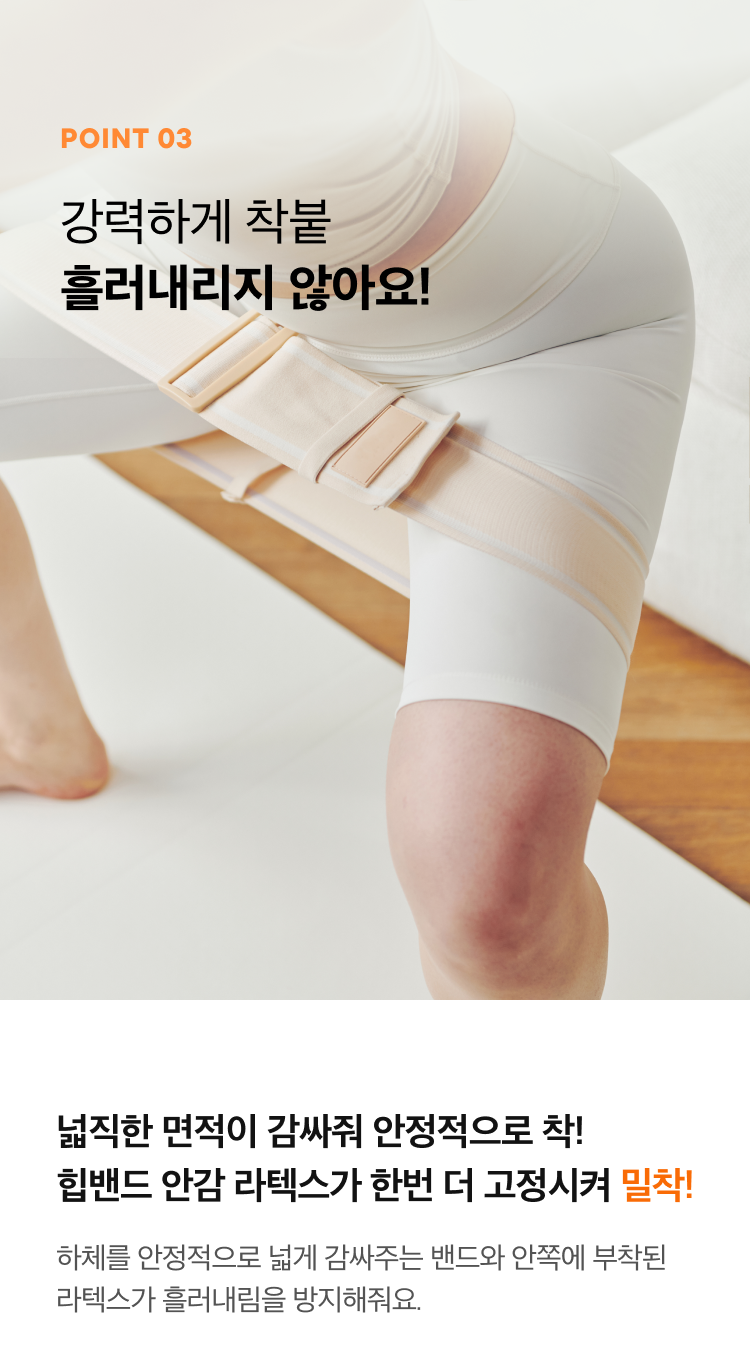 POINT 03
강력하게 착붙
흘러내리지 않아요!
넓직한 면적이 감싸줘 안정적으로 착!
힙밴드 안감 라텍스가 한번 더 고정시켜 밀착!
하체를 안정적으로 넓게 감싸주는 밴드와 안쪽에 부착된
라텍스가 흘러내림을 방지해줘요.